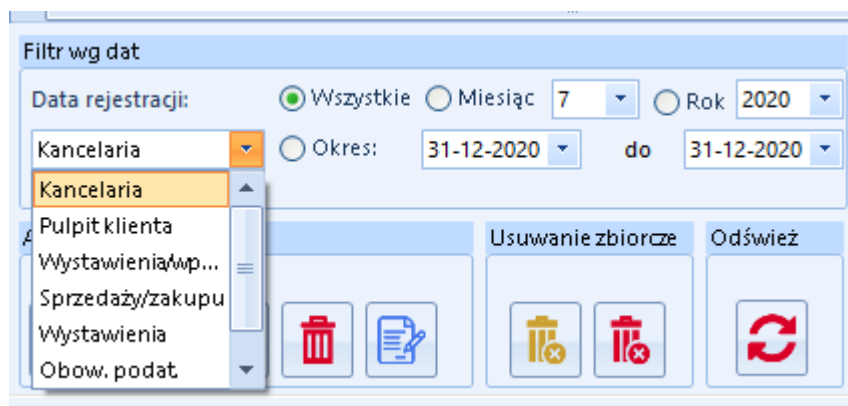 Filtr wg dat
Data rejestracji:
Wszystkie
Miesiąc
7
Rok
2020
Kancelaria
Okres:
31-12-2020
do
31-12-2020
Kancelaria
Pulpit klienta
Wystawienia/wp...
Sprzedaży/zakupu
Wystawienia
Obow. podat.
A
Usuwanie zbiorcze
Odśwież